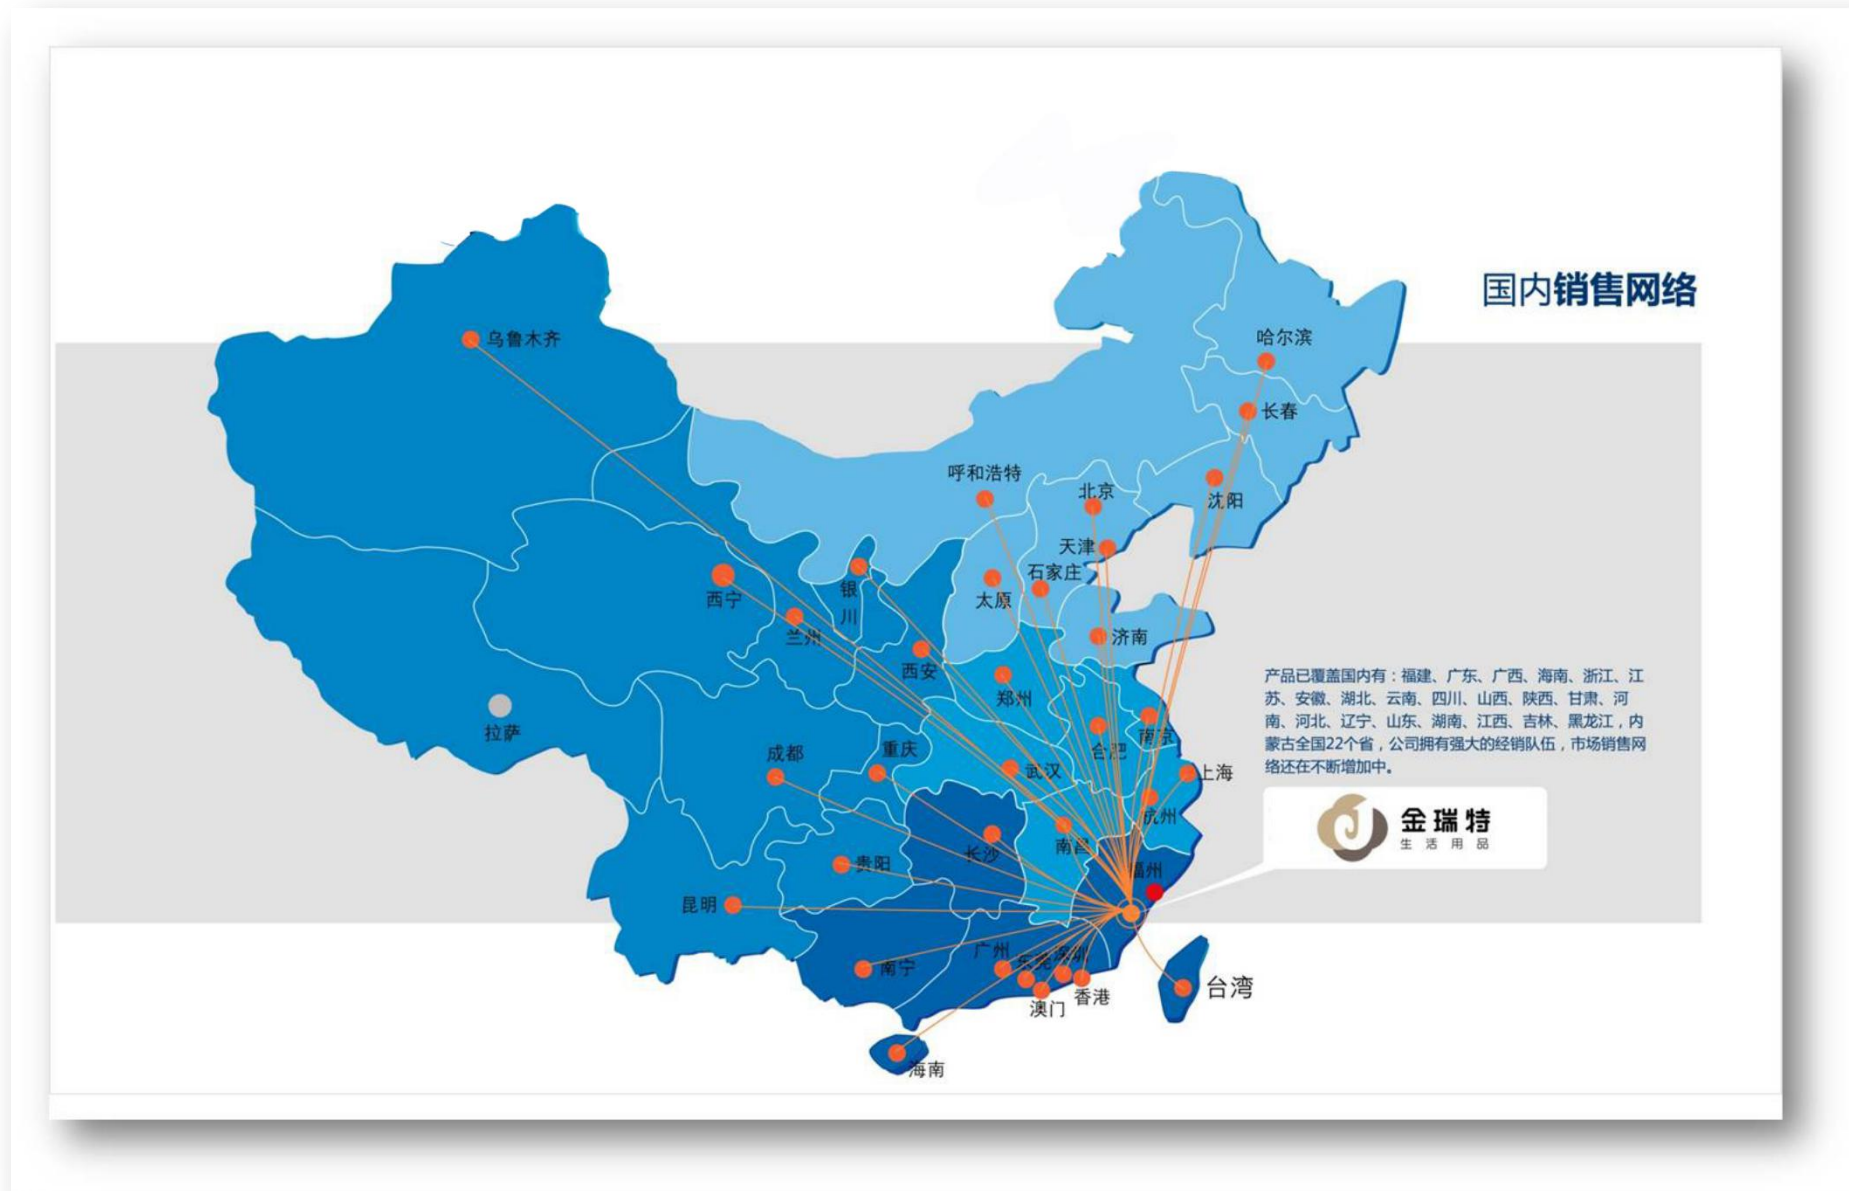 国内销售网络
乌鲁木齐
哈尔滨
长春
呼和浩特
北京
沈阳
天津
石家庄
太原
银川
西宁
兰州
济南
西安
郑州
拉萨
南京
合肥
成都
重庆
武汉
上海
杭州
南昌
长沙
贵阳
福州
昆明
南宁
广州
东莞
深圳
香港
澳门
台湾
海南
产品已覆盖国内有：福建、广东、广西、海南、浙江、江
苏、安徽、湖北、云南、四川、山西、陕西、甘肃、河
南、河北、辽宁、山东、湖南、江西、吉林、黑龙江，内
蒙古全国22个省，公司拥有强大的经销队伍，市场销售网
络还在不断增加中。
金瑞特
生活用品